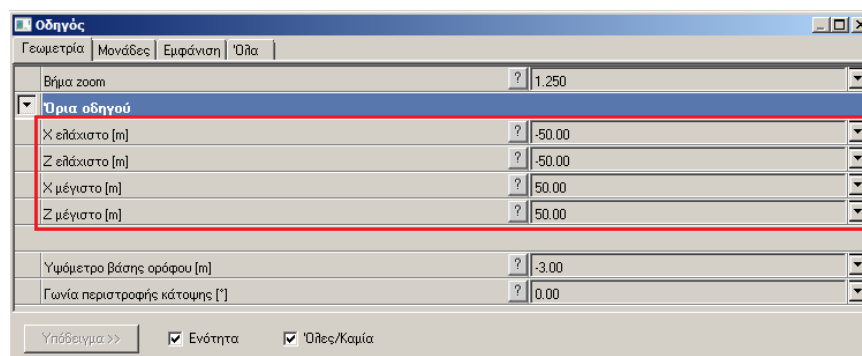 Οδηγός
Γεωμετρία Μονάδες Εμφάνιση Όλα
Βήμα zoom ? 1.250
Όρια οδηγού
X ελάχιστο [m] ? -50.00
Z ελάχιστο [m] ? -50.00
X μέγιστο [m] ? 50.00
Z μέγιστο [m] ? 50.00
Υψόμετρο βάσης ορόφου [m] ? -3.00
Γωνία περιστροφής κάτοψης [°] ? 0.00
Υπόδειγμα >> Ενότητα Όλες/Καμία